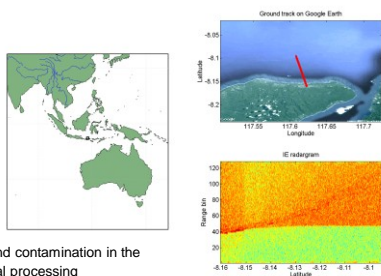 Ground track on Google Earth
-8.05
-8.1
-8.15
-8.2
Latitude
117.55 117.6 117.65 117.7
Longitude
IE radargram
120
100
80
60
40
20
Range bin
-8.16 -8.15 -8.14 -8.13 -8.12 -8.11 -8.1
Latitude
nd contamination in the
al processing